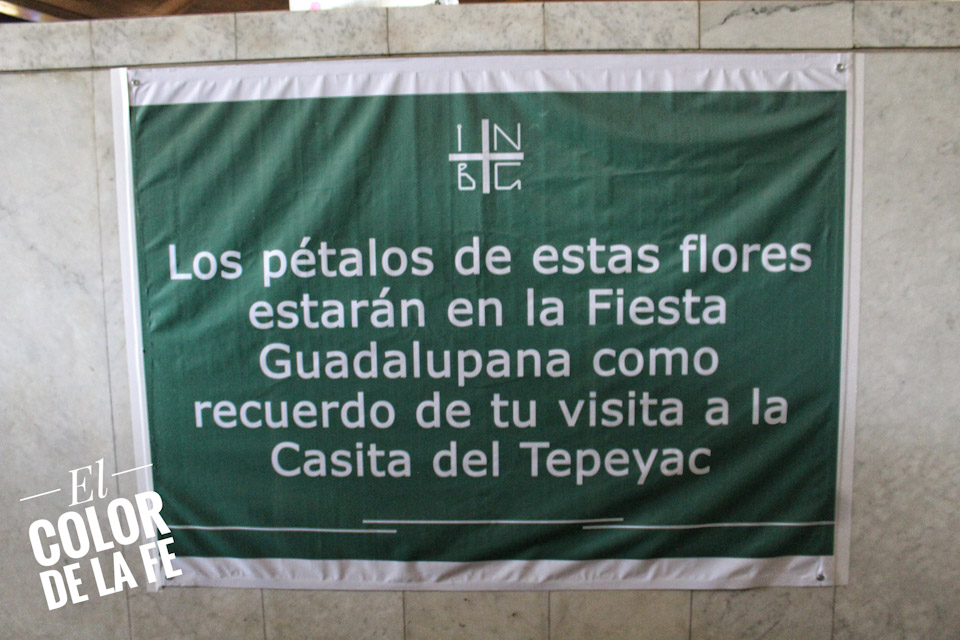 I N
B G
Los pétalos de estas flores
estarán en la Fiesta
Guadalupana como
recuerdo de tu visita a la
Casita del Tepeyac
El
COLOR
DE LA FE